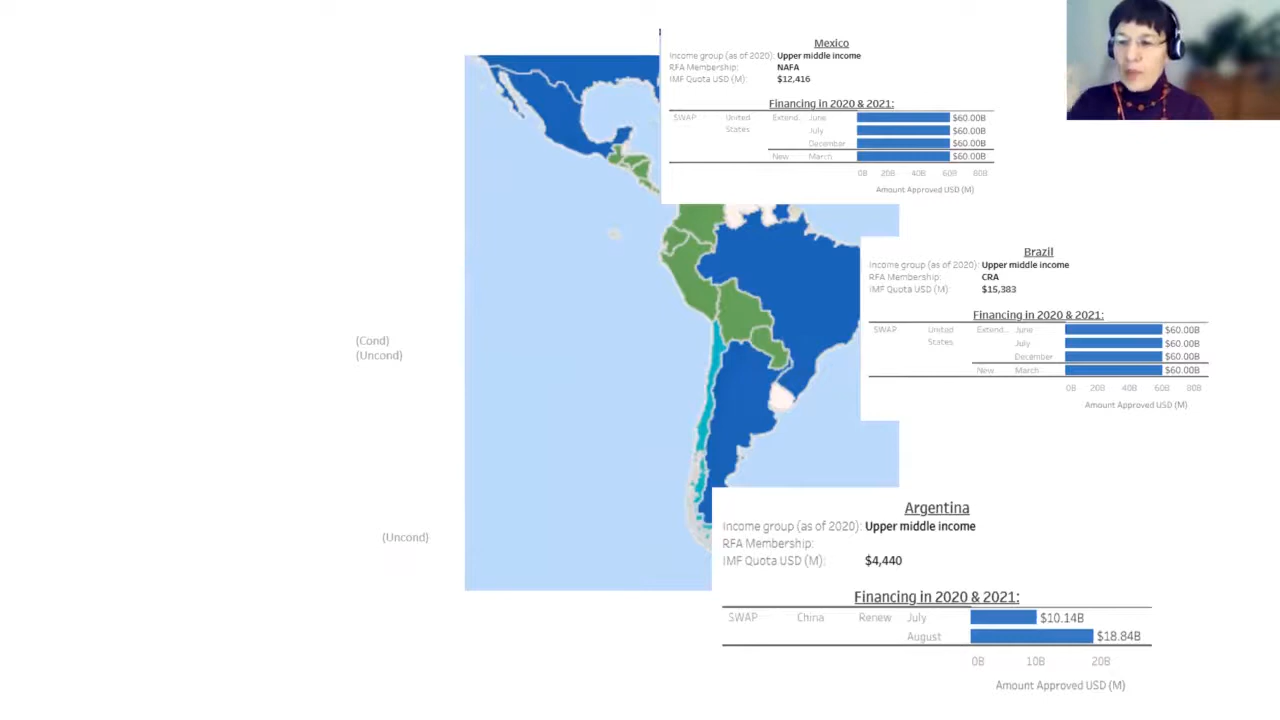 Mexico
Income group (as of 2020): Upper middle income
RFA Membership: NAFA
IMF Quota USD (M): $12,416
Financing in 2020 & 2021:
SWAP United States Extend... June $60.00B
July $60.00B
December $60.00B
New March $60.00B
0B 20B 40B 60B 80B
Amount Approved USD (M)
Brazil
Income group (as of 2020): Upper middle income
RFA Membership: CRA
IMF Quota USD (M): $15,383
Financing in 2020 & 2021:
SWAP United States Extend... June $60.00B
July $60.00B
December $60.00B
New March $60.00B
0B 20B 40B 60B 80B
Amount Approved USD (M)
(Cond)
(Uncond)
(Uncond)
Argentina
Income group (as of 2020): Upper middle income
RFA Membership:
IMF Quota USD (M): $4,440
Financing in 2020 & 2021:
SWAP China Renew July $10.14B
August $18.84B
0B 10B 20B
Amount Approved USD (M)